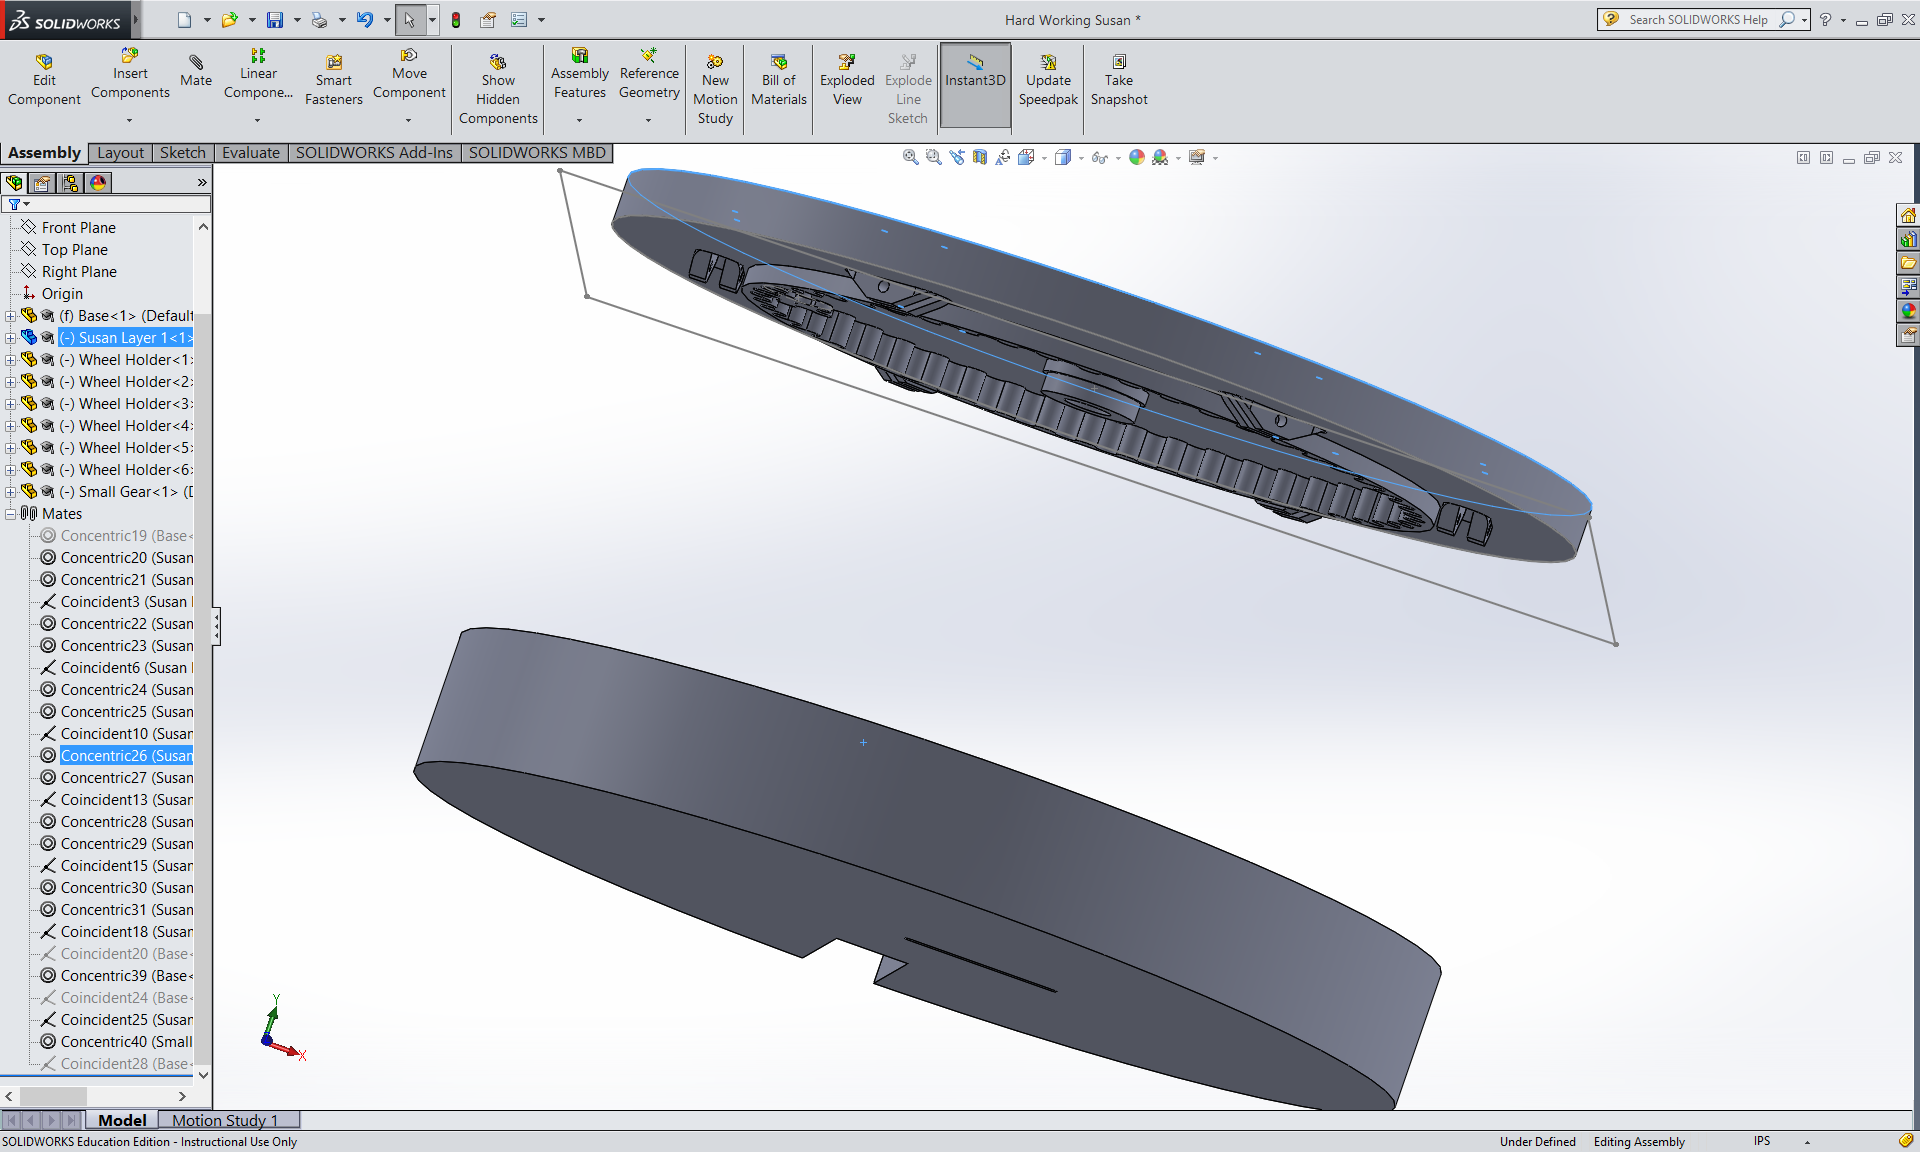 SOLIDWORKS
Hard Working Susan *
Search SOLIDWORKS Help
Edit Component
Insert Components
Mate
Linear Compone...
Smart Fasteners
Move Component
Show Hidden Components
Assembly Features
Reference Geometry
New Motion Study
Bill of Materials
Exploded View
Explode Line Sketch
Instant3D
Update Speedpak
Take Snapshot
Assembly
Layout
Sketch
Evaluate
SOLIDWORKS Add-Ins
SOLIDWORKS MBD
Front Plane
Top Plane
Right Plane
Origin
(f) Base<1> (Default
(-) Susan Layer 1<1>
(-) Wheel Holder<1>
(-) Wheel Holder<2>
(-) Wheel Holder<3>
(-) Wheel Holder<4>
(-) Wheel Holder<5>
(-) Wheel Holder<6>
(-) Small Gear<1> (D
Mates
Concentric19 (Base<
Concentric20 (Susan
Concentric21 (Susan
Coincident3 (Susan
Concentric22 (Susan
Concentric23 (Susan
Coincident6 (Susan
Concentric24 (Susan
Concentric25 (Susan
Coincident10 (Susan
Concentric26 (Susan
Concentric27 (Susan
Coincident13 (Susan
Concentric28 (Susan
Concentric29 (Susan
Coincident15 (Susan
Concentric30 (Susan
Concentric31 (Susan
Coincident18 (Susan
Coincident20 (Base<
Concentric39 (Base<
Coincident24 (Base<
Coincident25 (Susan
Concentric40 (Small
Coincident28 (Base<
Y
X
Model
Motion Study 1
SOLIDWORKS Education Edition - Instructional Use Only
Under Defined
Editing Assembly
IPS